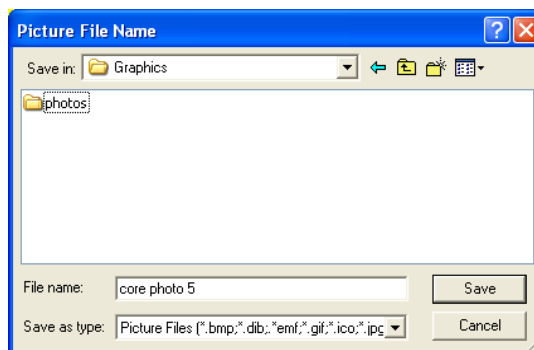 Picture File Name
Save in: Graphics
photos
File name: core photo 5 Save
Save as type: Picture Files (*.bmp;*.dib;.*emf;*.gif;*.ico;*.jpg Cancel